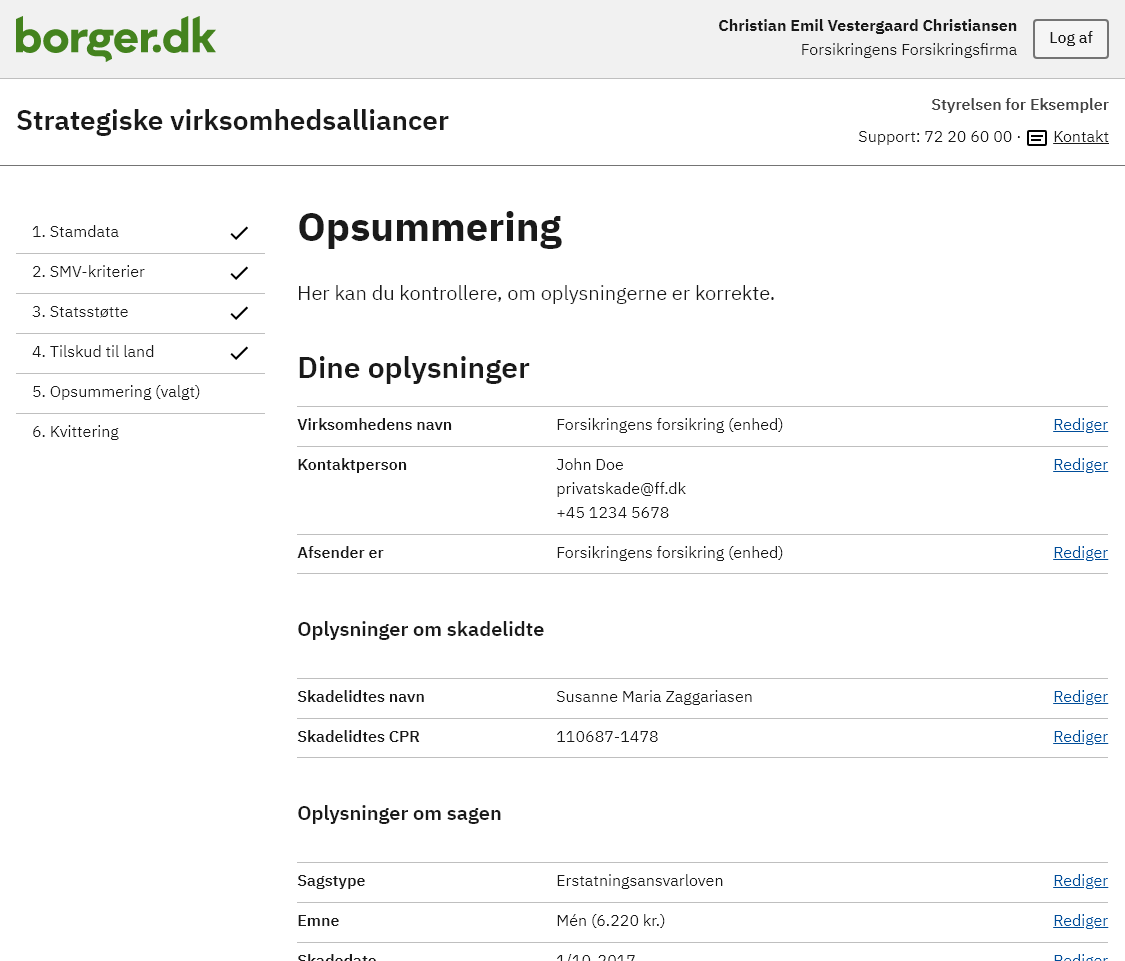 borger.dk
Christian Emil Vestergaard Christiansen
Forsikringens Forsikringsfirma
Log af
Strategiske virksomhedsalliancer
Styrelsen for Eksempler
Support: 72 20 60 00 · Kontakt
1. Stamdata
2. SMV-kriterier
3. Statsstøtte
4. Tilskud til land
5. Opsummering (valgt)
6. Kvittering
Opsummering
Her kan du kontrollere, om oplysningerne er korrekte.
Dine oplysninger
Virksomhedens navn Forsikringens forsikring (enhed) Rediger
Kontaktperson John Doe Rediger
privatskade@ff.dk
+45 1234 5678
Afsender er Forsikringens forsikring (enhed) Rediger
Oplysninger om skadelidte
Skadelidtes navn Susanne Maria Zaggariasen Rediger
Skadelidtes CPR 110687-1478 Rediger
Oplysninger om sagen
Sagstype Erstatningsansvarloven Rediger
Emne Mén (6.220 kr.) Rediger
Skadedato 1/10-2017 Rediger